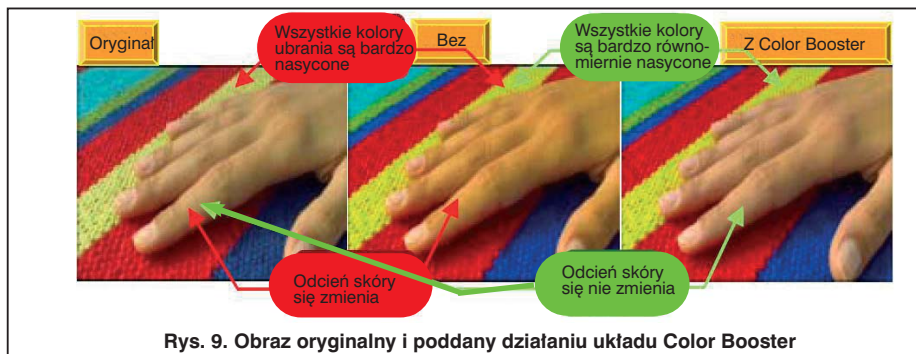 Oryginał
Wszystkie kolory
ubrania są bardzo
nasycone
Bez
Wszystkie kolory
są bardzo równo-
miernie nasycone
Z Color Booster
Odcień skóry
się zmienia
Odcień skóry
się nie zmienia
Rys. 9. Obraz oryginalny i poddany działaniu układu Color Booster